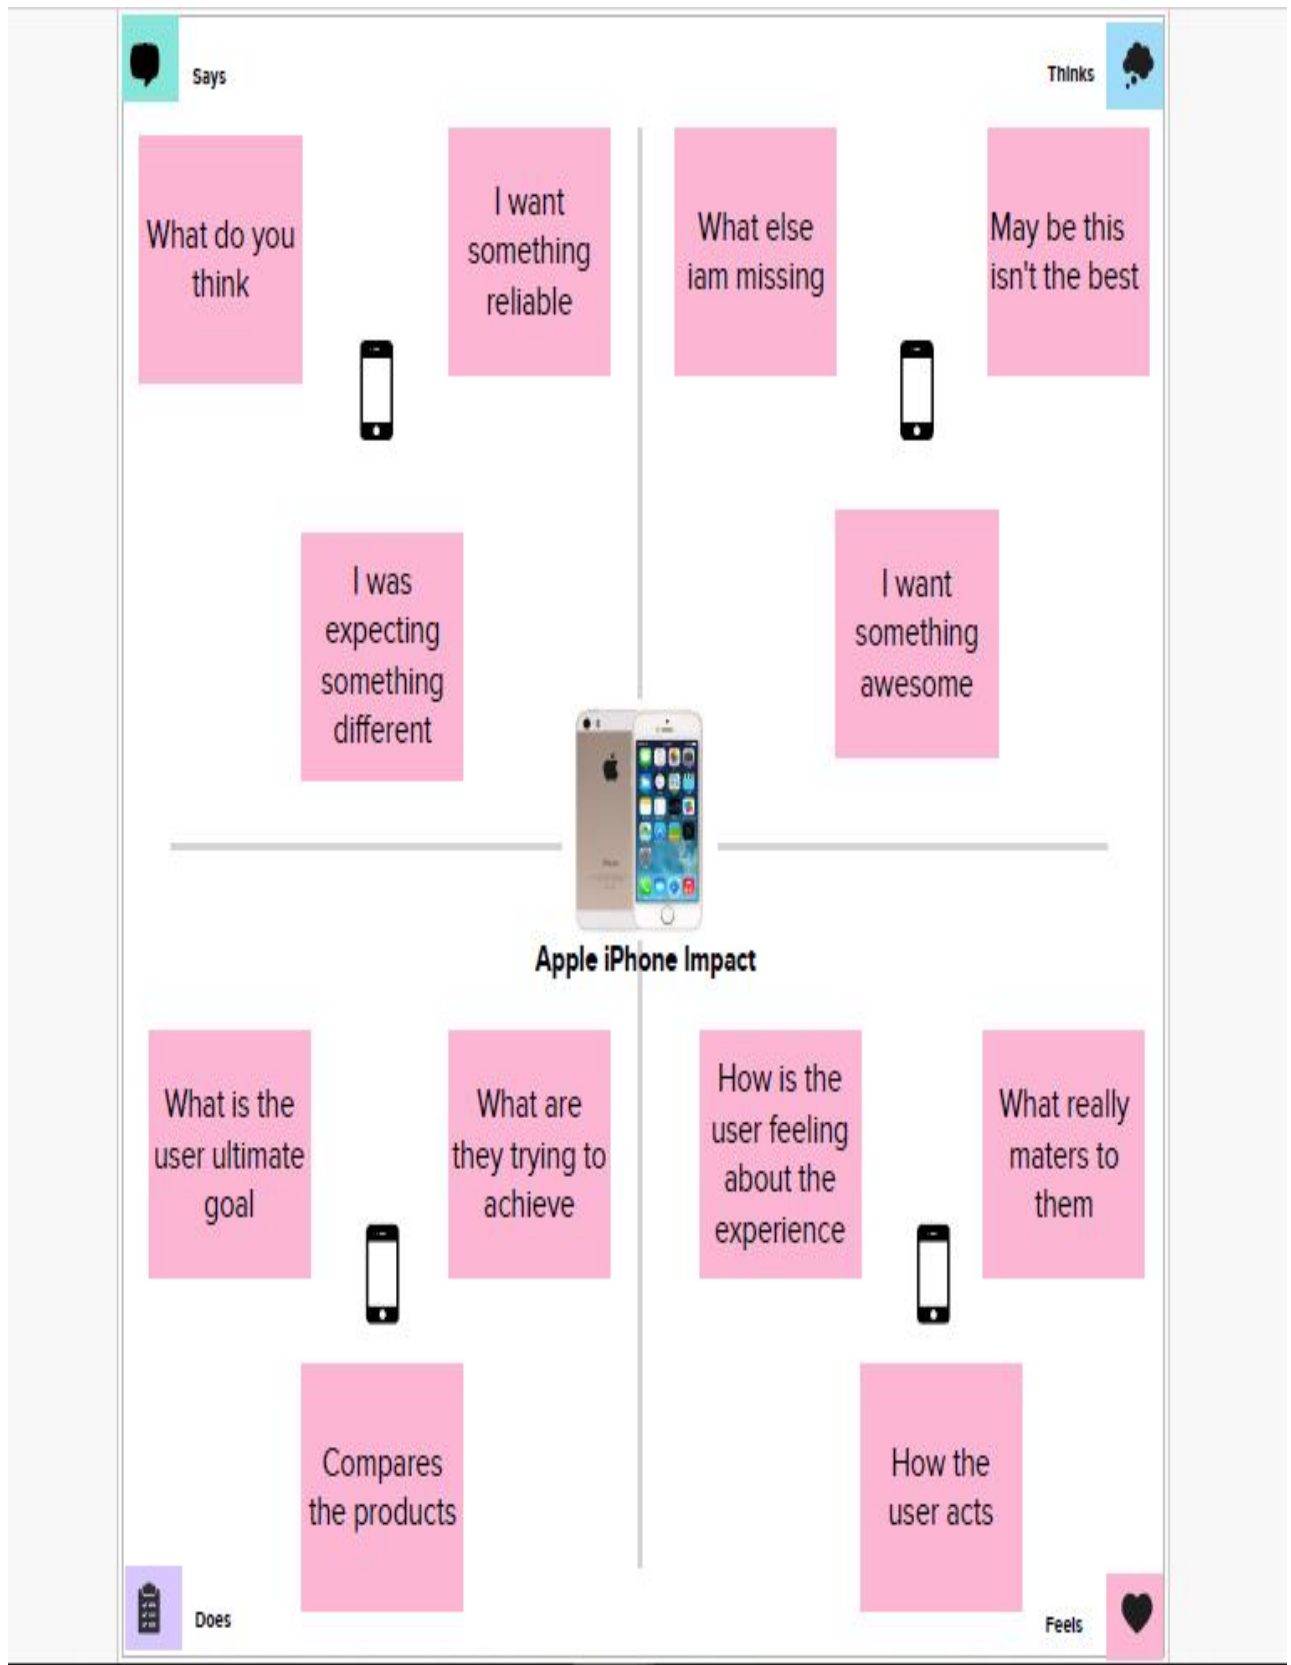 Says
Thinks
What do you
think
I want
something
reliable
What else
iam missing
May be this
isn't the best
I was
expecting
something
different
I want
something
awesome
Apple iPhone Impact
What is the
user ultimate
goal
What are
they trying to
achieve
How is the
user feeling
about the
experience
What really
maters to
them
Compares
the products
How the
user acts
Does
Feels